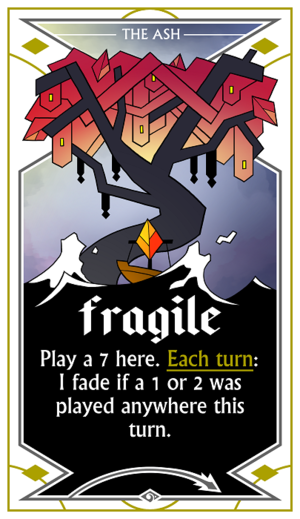 THE ASH
fragile
Play a 7 here. Each turn:
I fade if a 1 or 2 was
played anywhere this
turn.